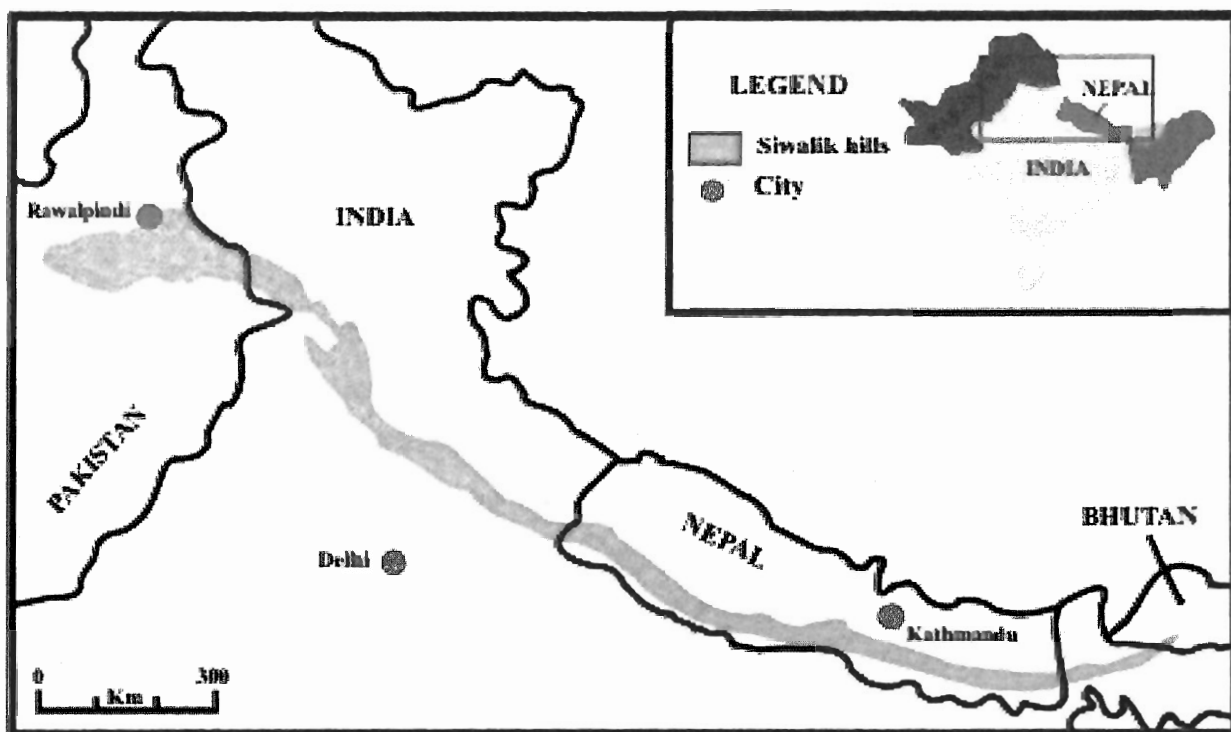 LEGEND
Siwalik hills
City
NEPAL
INDIA
Rawalpindi
INDIA
PAKISTAN
Delhi
NEPAL
Kathmandu
BHUTAN
0 300
Km